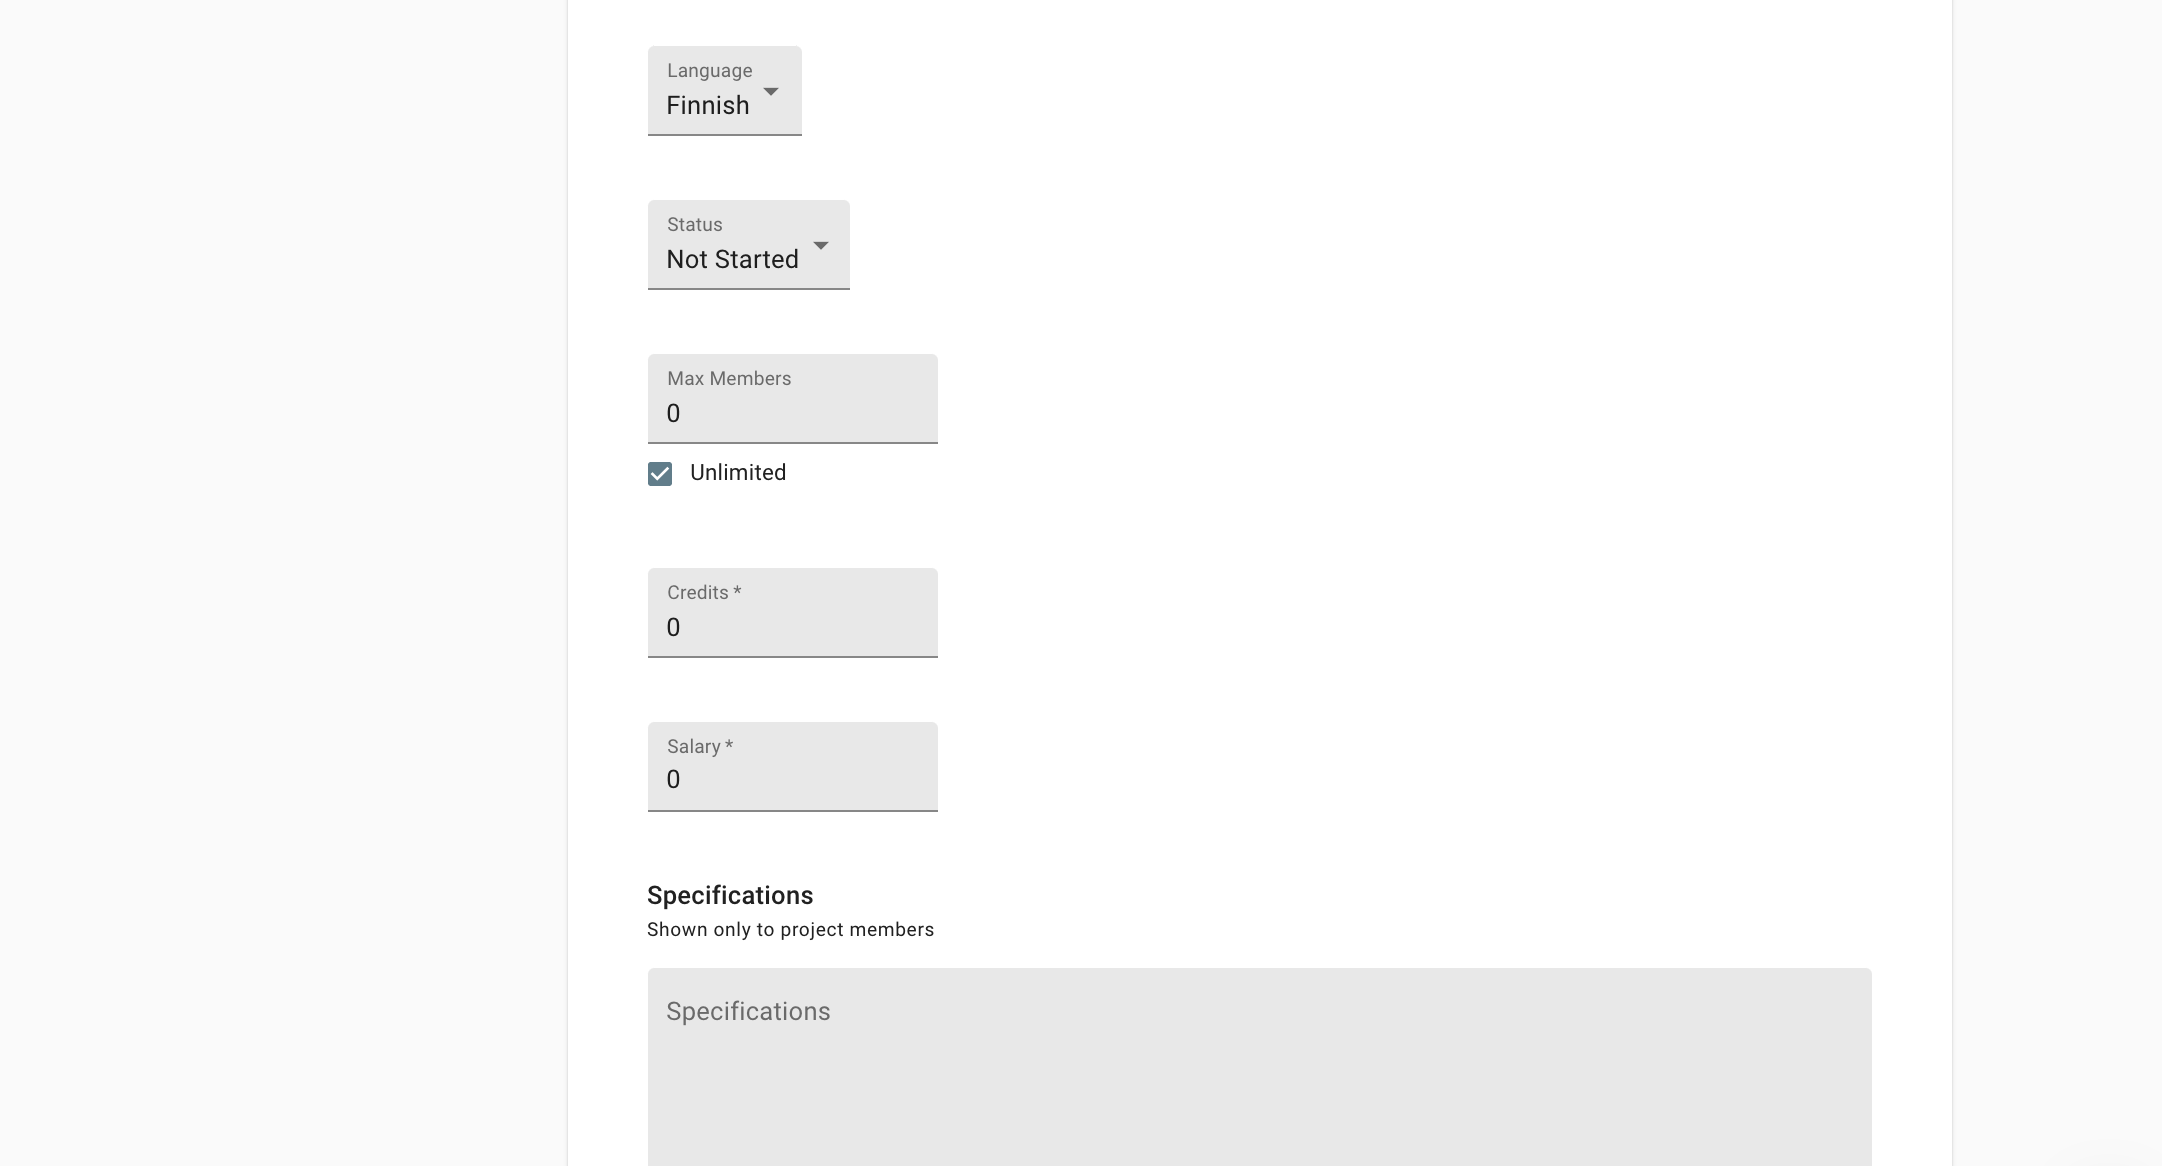 Language
Finnish
Status
Not Started
Max Members
0
Unlimited
Credits *
0
Salary *
0
Specifications
Shown only to project members
Specifications